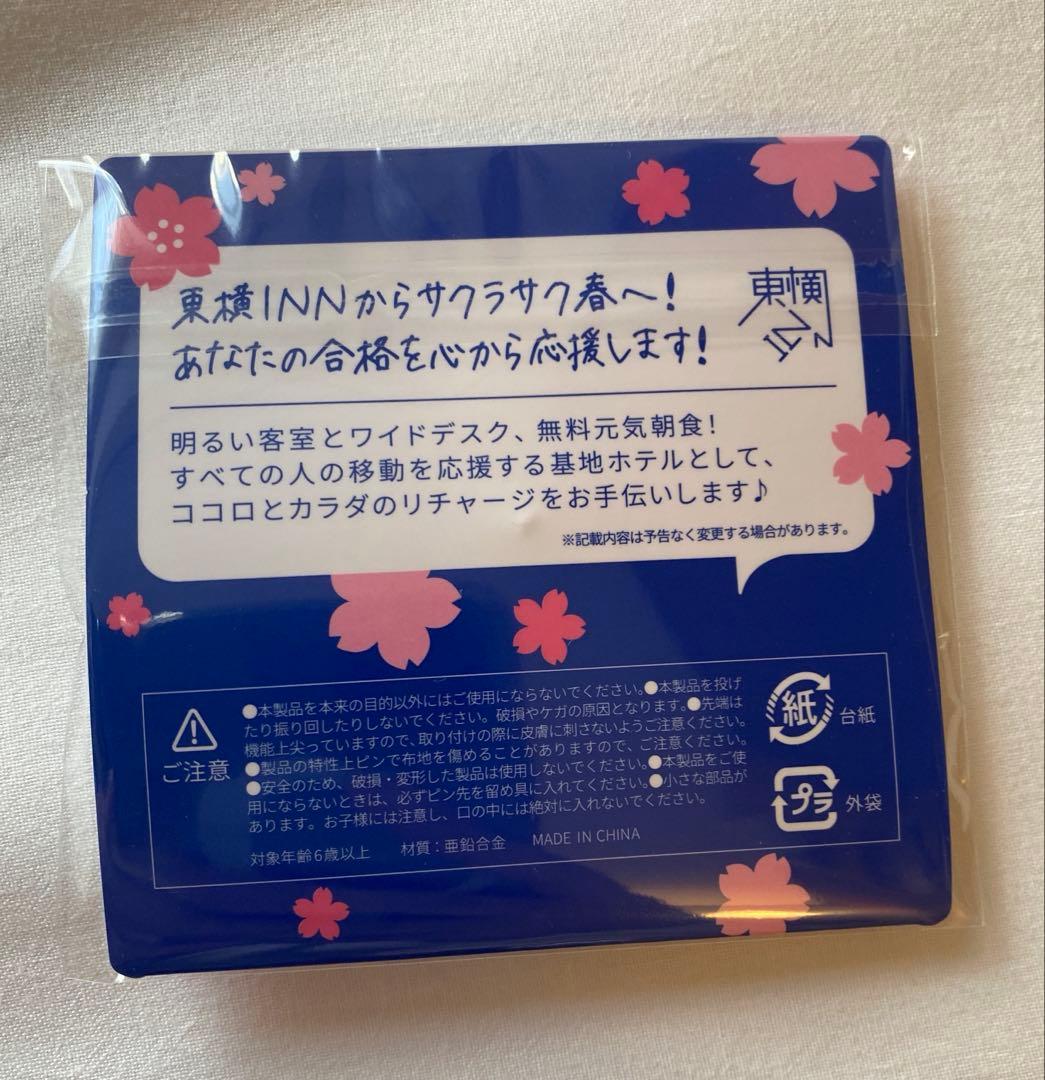 東横INNからサクラサク春へ!
あなたの合格を心から応援します!
東横
INN
明るい客室とワイドデスク、無料元気朝食!
すべての人の移動を応援する基地ホテルとして、
ココロとカラダのリチャージをお手伝いします♪
※記載内容は予告なく変更する場合があります。
ご注意
●本製品を本来の目的以外にはご使用にならないでください。●本製品を投げ
たり振り回したりしないでください。破損やケガの原因となります。●先端は
機能上尖っていますので、取り付けの際に皮膚に刺さないようご注意ください。
●製品の特性上ピンで布地を傷めることがありますので、ご注意ください。
●安全のため、破損・変形した製品は使用しないでください。●本製品をご使
用にならないときは、必ずピン先を留め具に入れてください。●小さな部品が
あります。お子様には注意し、口の中には絶対に入れないでください。
対象年齢6歳以上 材質:亜鉛合金 MADE IN CHINA
紙 台紙
プラ 外袋